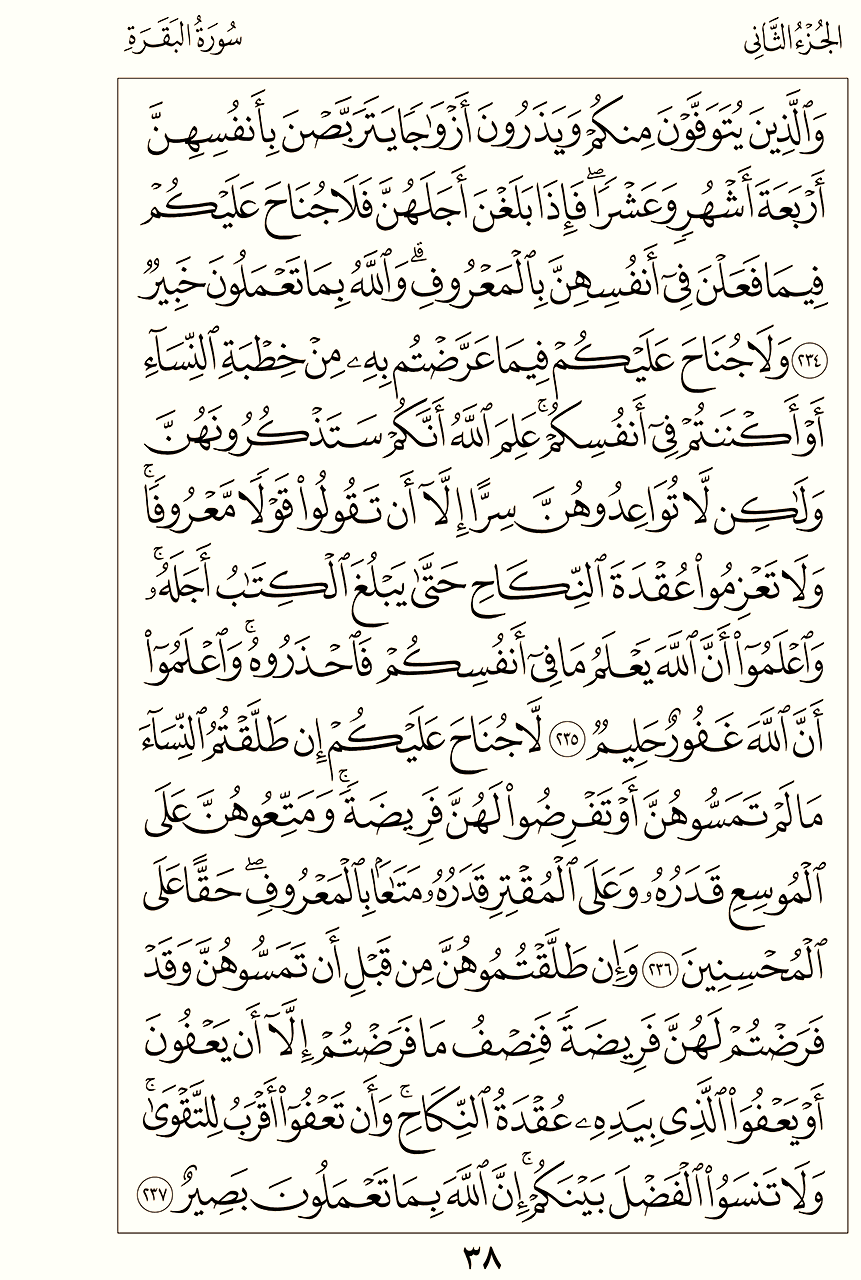 الجُزْءُ الثَّانِي
سُورَةُ البَقَرَةِ
وَٱلَّذِينَ يُتَوَفَّوْنَ مِنكُمْ وَيَذَرُونَ أَزْوَٰجًا يَتَرَبَّصْنَ بِأَنفُسِهِنَّ
أَرْبَعَةَ أَشْهُرٍ وَعَشْرًا ۖ فَإِذَا بَلَغْنَ أَجَلَهُنَّ فَلَا جُنَاحَ عَلَيْكُمْ
فِيمَا فَعَلْنَ فِىٓ أَنفُسِهِنَّ بِٱلْمَعْرُوفِ ۗ وَٱللَّهُ بِمَا تَعْمَلُونَ خَبِيرٌ
٢٣٤ وَلَا جُنَاحَ عَلَيْكُمْ فِيمَا عَرَّضْتُم بِهِۦ مِنْ خِطْبَةِ ٱلنِّسَآءِ
أَوْ أَكْنَنتُمْ فِىٓ أَنفُسِكُمْ ۚ عَلِمَ ٱللَّهُ أَنَّكُمْ سَتَذْكُرُونَهُنَّ
وَلَٰكِن لَّا تُوَاعِدُوهُنَّ سِرًّا إِلَّآ أَن تَقُولُوا۟ قَوْلًا مَّعْرُوفًا ۚ
وَلَا تَعْزِمُوا۟ عُقْدَةَ ٱلنِّكَاحِ حَتَّىٰ يَبْلُغَ ٱلْكِتَٰبُ أَجَلَهُۥ ۚ
وَٱعْلَمُوٓا۟ أَنَّ ٱللَّهَ يَعْلَمُ مَا فِىٓ أَنفُسِكُمْ فَٱحْذَرُوهُ ۚ وَٱعْلَمُوٓا۟
أَنَّ ٱللَّهَ غَفُورٌ حَلِيمٌ ٢٣٥ لَّا جُنَاحَ عَلَيْكُمْ إِن طَلَّقْتُمُ ٱلنِّسَآءَ
مَا لَمْ تَمَسُّوهُنَّ أَوْ تَفْرِضُوا۟ لَهُنَّ فَرِيضَةً ۚ وَمَتِّعُوهُنَّ عَلَى
ٱلْمُوسِعِ قَدَرُهُۥ وَعَلَى ٱلْمُقْتِرِ قَدَرُهُۥ مَتَٰعًۢا بِٱلْمَعْرُوفِ ۖ حَقًّا عَلَى
ٱلْمُحْسِنِينَ ٢٣٦ وَإِن طَلَّقْتُمُوهُنَّ مِن قَبْلِ أَن تَمَسُّوهُنَّ وَقَدْ
فَرَضْتُمْ لَهُنَّ فَرِيضَةً فَنِصْفُ مَا فَرَضْتُمْ إِلَّآ أَن يَعْفُونَ
أَوْ يَعْفُوَا۟ ٱلَّذِى بِيَدِهِۦ عُقْدَةُ ٱلنِّكَاحِ ۚ وَأَن تَعْفُوٓا۟ أَقْرَبُ لِلتَّقْوَىٰ ۚ
وَلَا تَنسَوُا۟ ٱلْفَضْلَ بَيْنَكُمْ ۚ إِنَّ ٱللَّهَ بِمَا تَعْمَلُونَ بَصِيرٌ ٢٣٧
٣٨